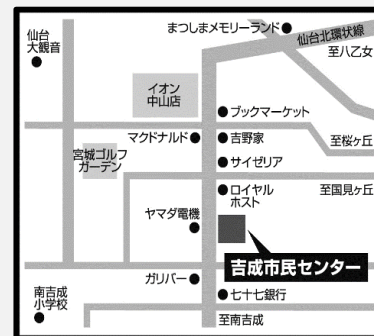 まつしまメモリーランド
仙台北環状線
仙台
大観音
至八乙女
イオン
中山店
ブックマーケット
マクドナルド
吉野家
至桜ヶ丘
宮城ゴルフ
ガーデン
サイゼリア
ロイヤル
ホスト
至国見ヶ丘
ヤマダ電機
吉成市民センター
ガリバー
南吉成
小学校
七十七銀行
至南吉成